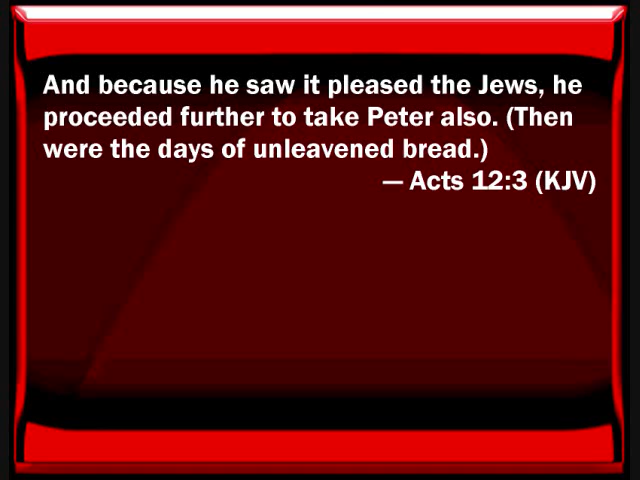 And because he saw it pleased the Jews, he
proceeded further to take Peter also. (Then
were the days of unleavened bread.)
— Acts 12:3 (KJV)